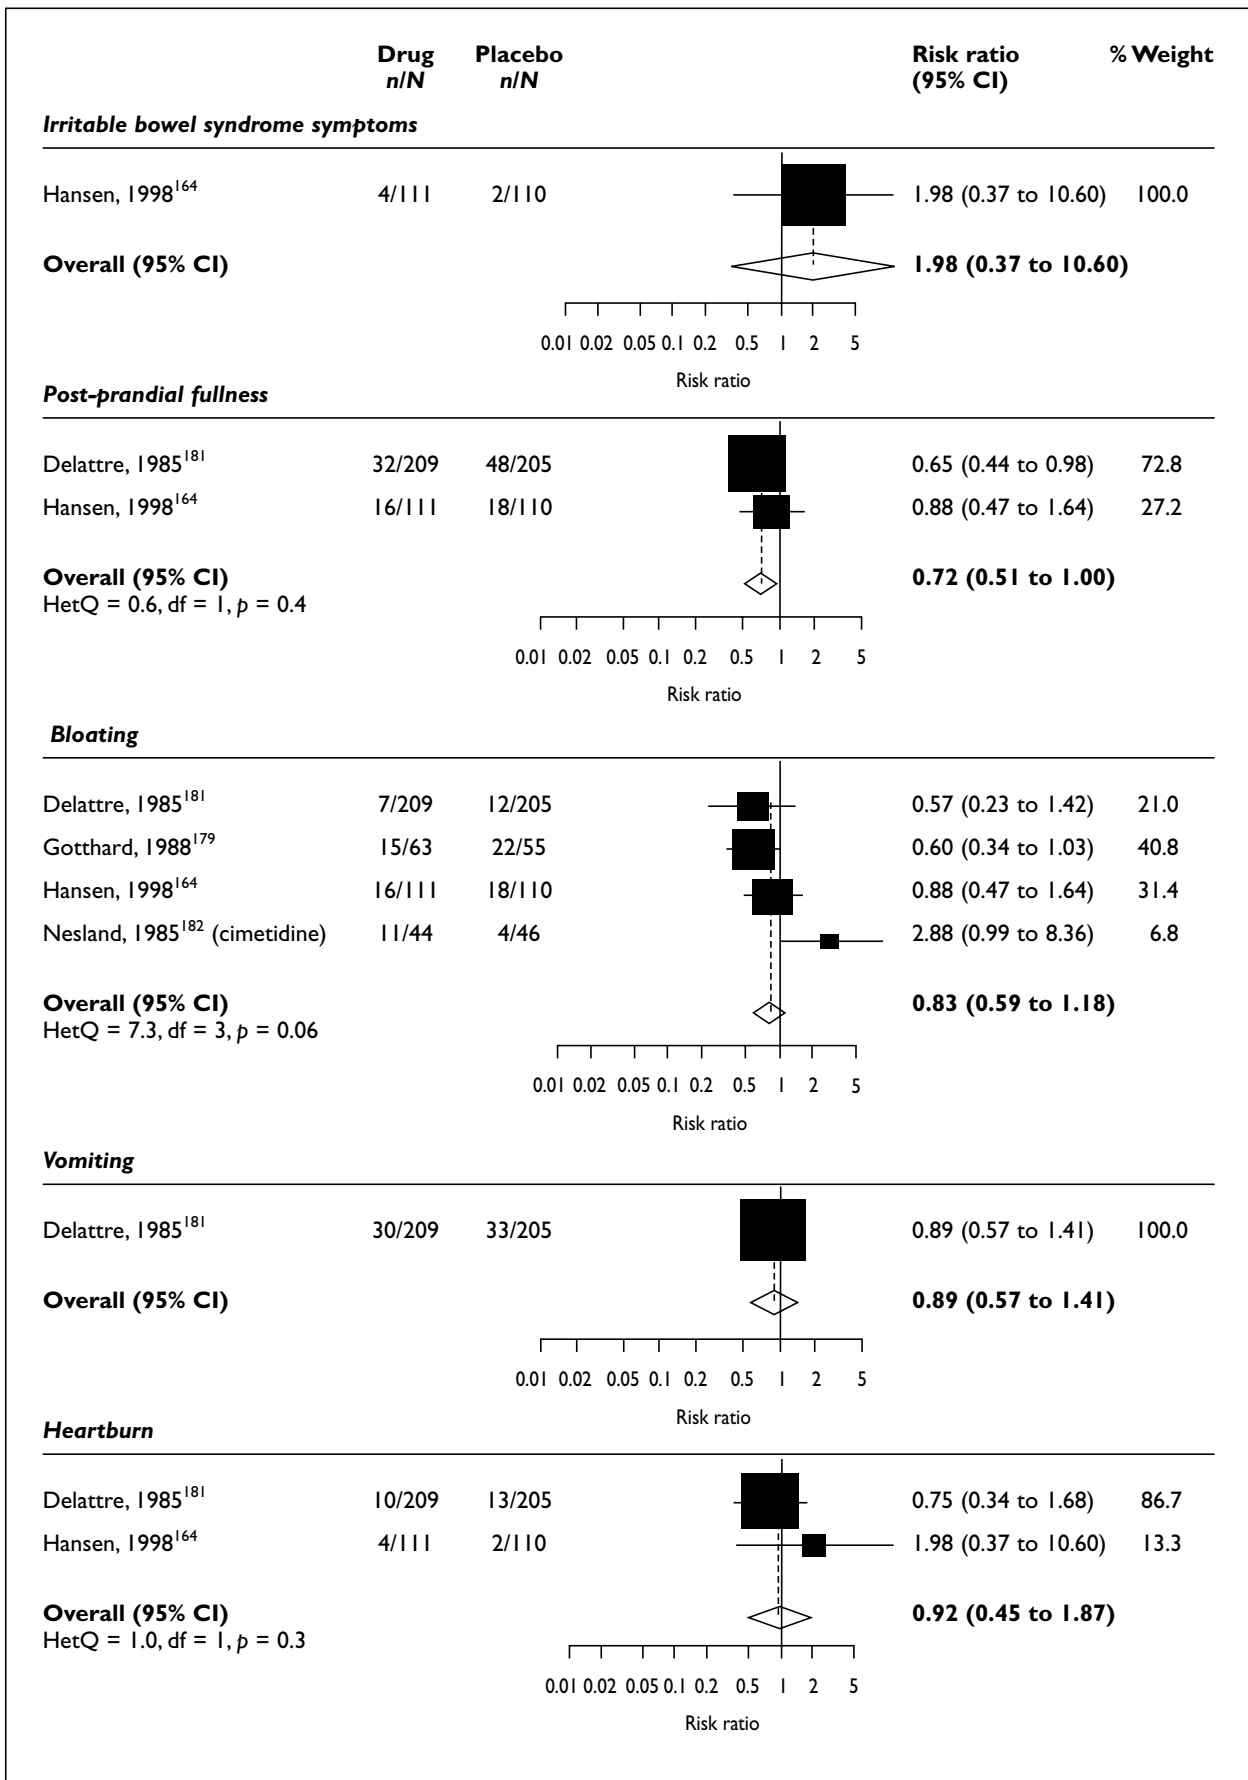 Drug Placebo Risk ratio % Weight
n/N n/N (95% CI)
Irritable bowel syndrome symptoms
Hansen, 1998164 4/111 2/110 1.98 (0.37 to 10.60) 100.0
Overall (95% CI) 1.98 (0.37 to 10.60)
0.01 0.02 0.05 0.1 0.2 0.5 1 2 5
Risk ratio
Post-prandial fullness
Delattre, 1985181 32/209 48/205 0.65 (0.44 to 0.98) 72.8
Hansen, 1998164 16/111 18/110 0.88 (0.47 to 1.64) 27.2
Overall (95% CI) 0.72 (0.51 to 1.00)
HetQ = 0.6, df = 1, p = 0.4
0.01 0.02 0.05 0.1 0.2 0.5 1 2 5
Risk ratio
Bloating
Delattre, 1985181 7/209 12/205 0.57 (0.23 to 1.42) 21.0
Gotthard, 1988179 15/63 22/55 0.60 (0.34 to 1.03) 40.8
Hansen, 1998164 16/111 18/110 0.88 (0.47 to 1.64) 31.4
Nesland, 1985182 (cimetidine) 11/44 4/46 2.88 (0.99 to 8.36) 6.8
Overall (95% CI) 0.83 (0.59 to 1.18)
HetQ = 7.3, df = 3, p = 0.06
0.01 0.02 0.05 0.1 0.2 0.5 1 2 5
Risk ratio
Vomiting
Delattre, 1985181 30/209 33/205 0.89 (0.57 to 1.41) 100.0
Overall (95% CI) 0.89 (0.57 to 1.41)
0.01 0.02 0.05 0.1 0.2 0.5 1 2 5
Risk ratio
Heartburn
Delattre, 1985181 10/209 13/205 0.75 (0.34 to 1.68) 86.7
Hansen, 1998164 4/111 2/110 1.98 (0.37 to 10.60) 13.3
Overall (95% CI) 0.92 (0.45 to 1.87)
HetQ = 1.0, df = 1, p = 0.3
0.01 0.02 0.05 0.1 0.2 0.5 1 2 5
Risk ratio